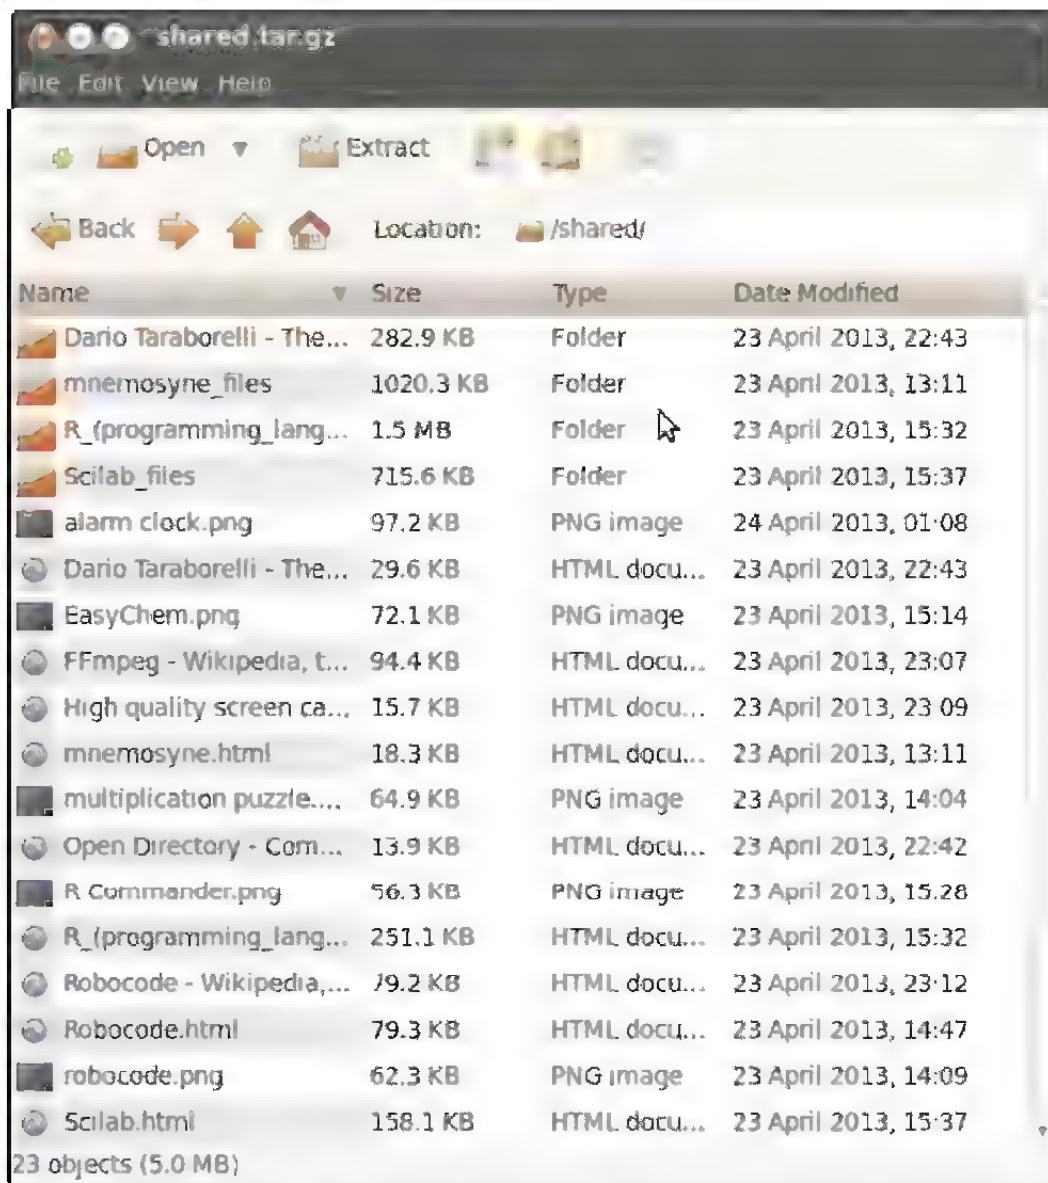 shared.tar.gz
File Edit View Help
Open Extract
Back Location: /shared/
Name Size Type Date Modified
Dario Taraborelli - The... 282.9 KB Folder 23 April 2013, 22:43
mnemosyne_files 1020.3 KB Folder 23 April 2013, 13:11
R_(programming_lang... 1.5 MB Folder 23 April 2013, 15:32
Scilab_files 715.6 KB Folder 23 April 2013, 15:37
alarm clock.png 97.2 KB PNG image 24 April 2013, 01:08
Dario Taraborelli - The... 29.6 KB HTML docu... 23 April 2013, 22:43
EasyChem.png 72.1 KB PNG image 23 April 2013, 15:14
FFmpeg - Wikipedia, t... 94.4 KB HTML docu... 23 April 2013, 23:07
High quality screen ca... 15.7 KB HTML docu... 23 April 2013, 23:09
mnemosyne.html 18.3 KB HTML docu... 23 April 2013, 13:11
multiplication puzzle.... 64.9 KB PNG image 23 April 2013, 14:04
Open Directory - Com... 13.9 KB HTML docu... 23 April 2013, 22:42
R Commander.png 56.3 KB PNG image 23 April 2013, 15:28
R_(programming_lang... 251.1 KB HTML docu... 23 April 2013, 15:32
Robocode - Wikipedia,... 79.2 KB HTML docu... 23 April 2013, 23:12
Robocode.html 79.3 KB HTML docu... 23 April 2013, 14:47
robocode.png 62.3 KB PNG image 23 April 2013, 14:09
Scilab.html 158.1 KB HTML docu... 23 April 2013, 15:37
23 objects (5.0 MB)